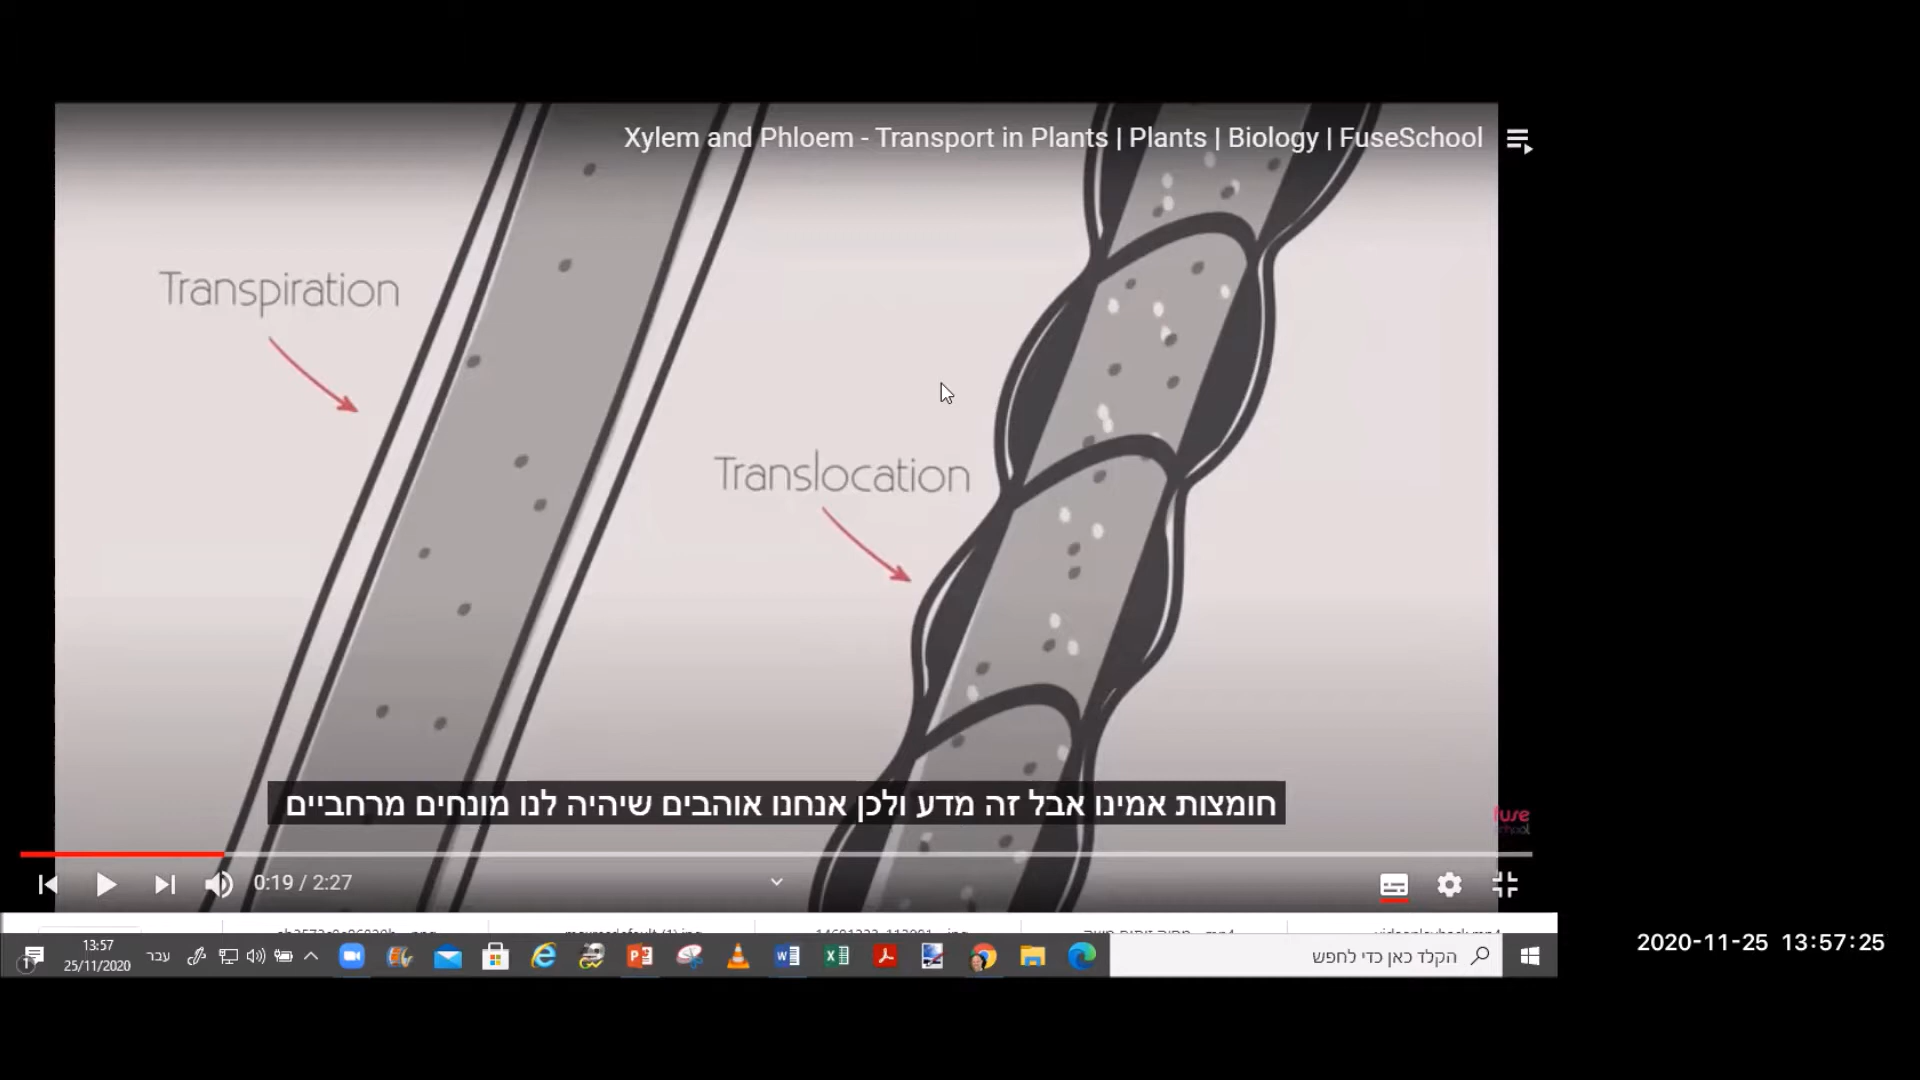 Xylem and Phloem - Transport in Plants | Plants | Biology | FuseSchool
Transpiration
Translocation
חומצות אמינו אבל זה מדע ולכן אנחנו אוהבים שיהיה לנו מונחים מרחביים
fuse
school
0:19 / 2:27
13:57
25/11/2020
עבר
הקלד כאן כדי לחפש
2020-11-25 13:57:25